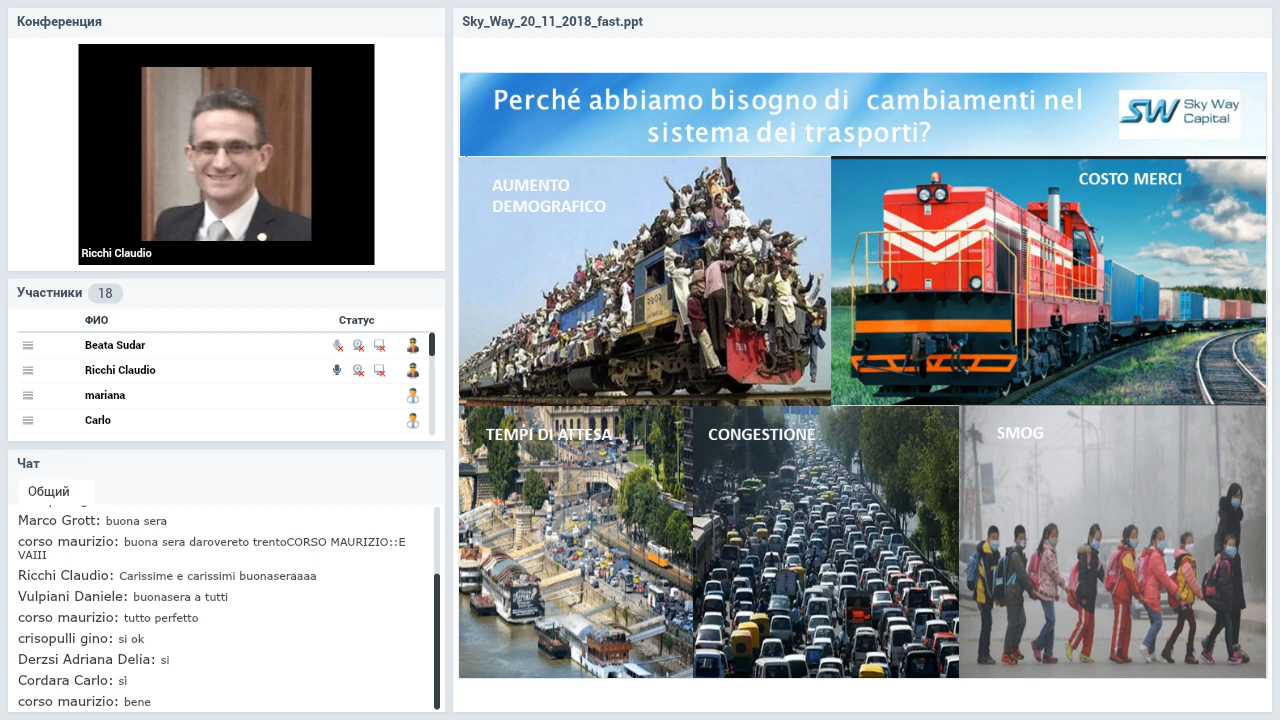 Конференция
Ricchi Claudio
Участники 18
ФИО Статус
Beata Sudar
Ricchi Claudio
mariana
Carlo
Чат
Общий
Marco Grott: buona sera
corso maurizio: buona sera darovereto trentoCORSO MAURIZIO::E
VAIII
Ricchi Claudio: Carissime e carissimi buonaseraaaa
Vulpiani Daniele: buonasera a tutti
corso maurizio: tutto perfetto
crisopulli gino: si ok
Derzsi Adriana Delia: si
Cordara Carlo: sì
corso maurizio: bene
Sky_Way_20_11_2018_fast.ppt
Perché abbiamo bisogno di cambiamenti nel
sistema dei trasporti?
SW Sky Way
Capital
AUMENTO
DEMOGRAFICO
COSTO MERCI
TEMPI DI ATTESA
CONGESTIONE
SMOG